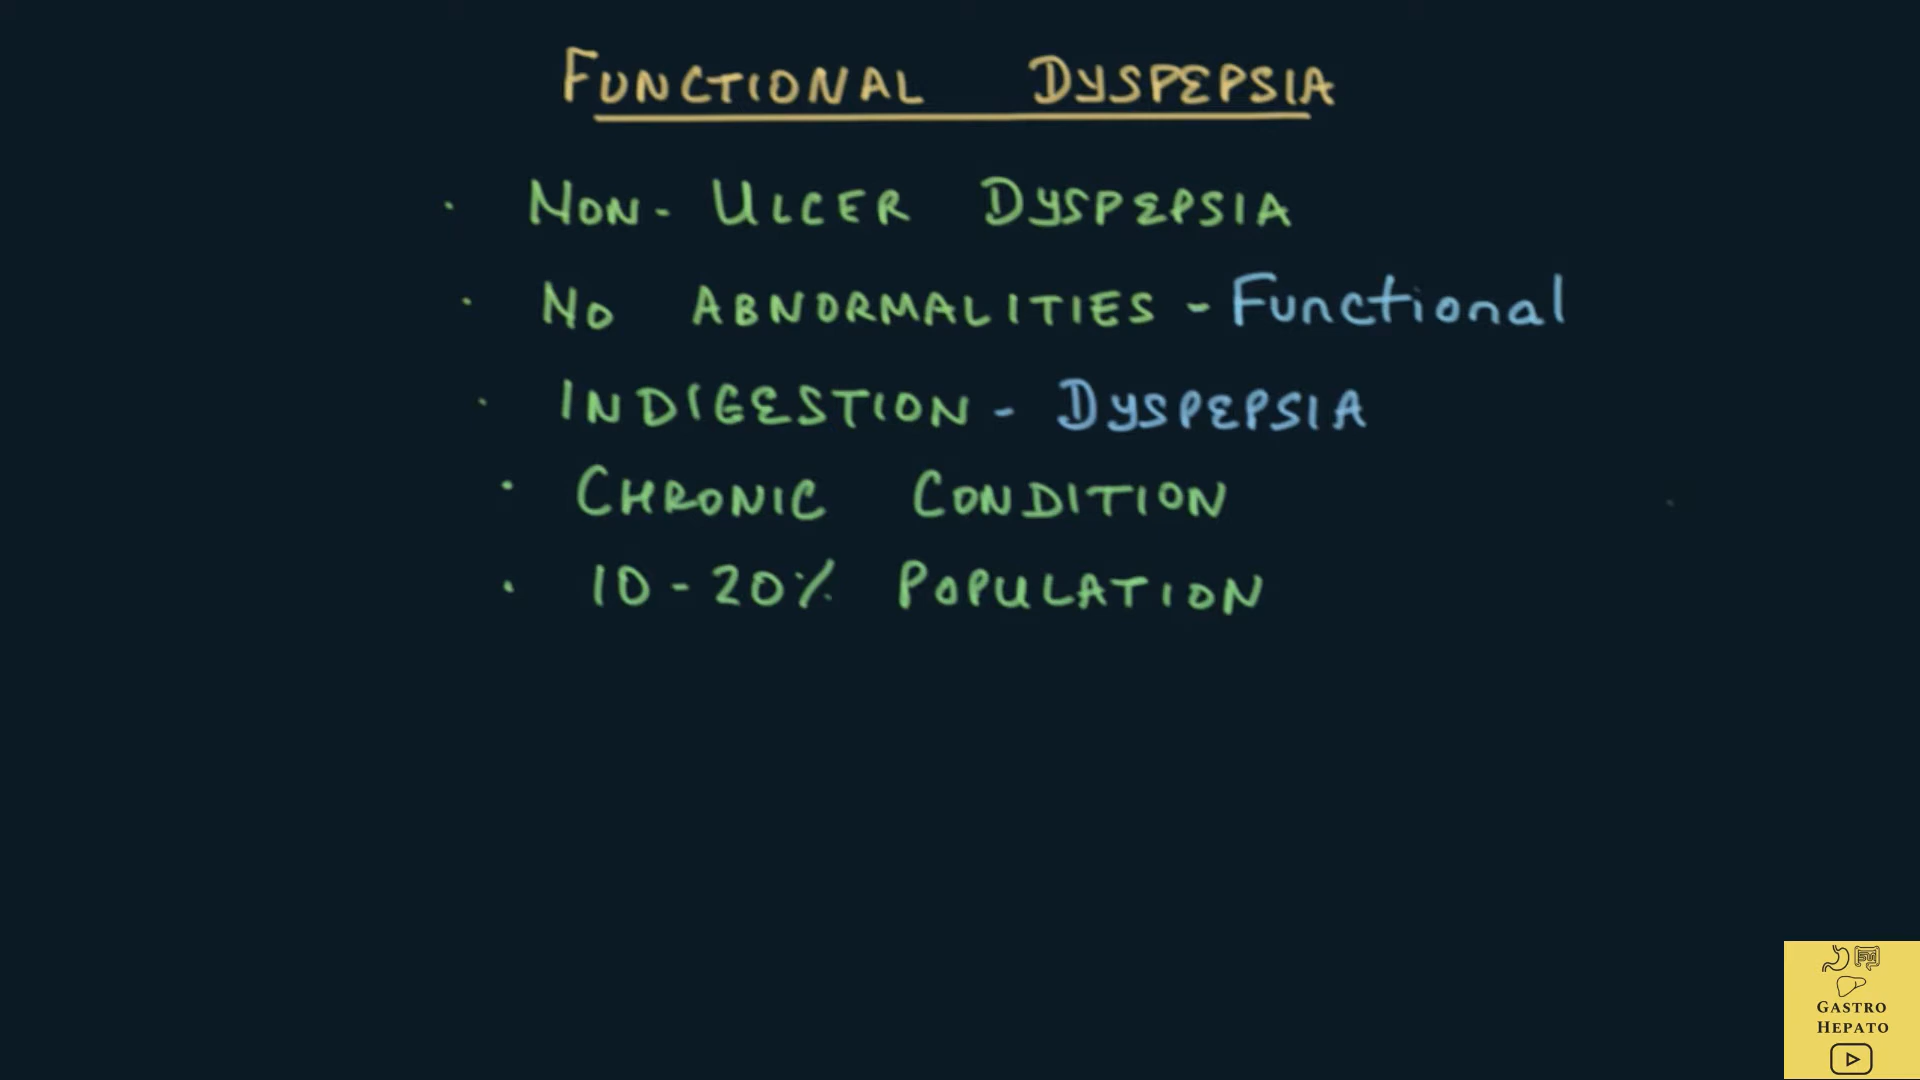 FUNCTIONAL DYSPEPSIA
· NON-ULCER DYSPEPSIA
· NO ABNORMALITIES - Functional
· INDIGESTION - DYSPEPSIA
· CHRONIC CONDITION
· 10-20% POPULATION
GASTRO
HEPATO